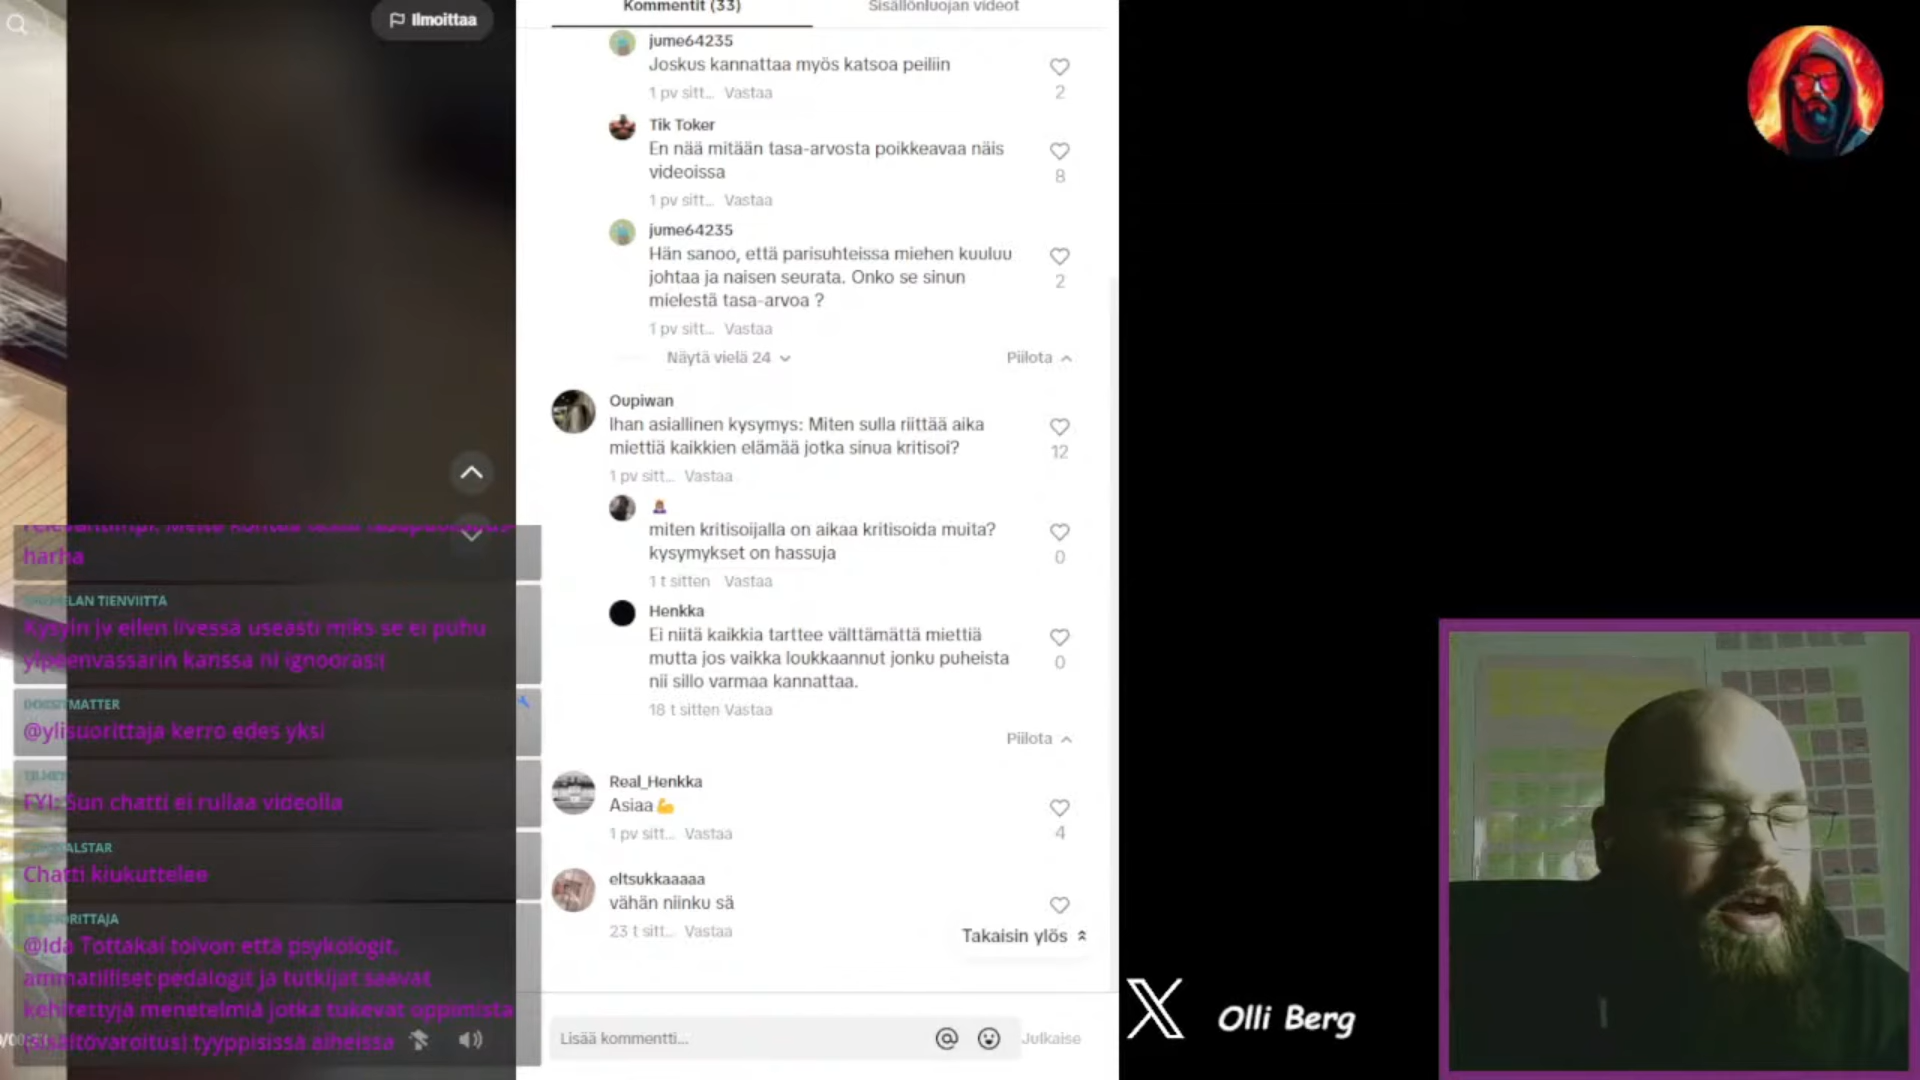 Ilmoittaa
Kommentit (33)
Sisällönluojan videot
jume64235
Joskus kannattaa myös katsoa peiliin
2
1 pv sitt... Vastaa
Tik Toker
En nää mitään tasa-arvosta poikkeavaa näis
videoissa
8
1 pv sitt... Vastaa
jume64235
Hän sanoo, että parisuhteissa miehen kuuluu
johtaa ja naisen seurata. Onko se sinun
mielestä tasa-arvoa ?
2
1 pv sitt... Vastaa
Näytä vielä 24
Piilota
Oupiwan
Ihan asiallinen kysymys: Miten sulla riittää aika
miettiä kaikkien elämää jotka sinua kritisoi?
12
1 pv sitt... Vastaa
miten kritisoijalla on aikaa kritisoida muita?
kysymykset on hassuja
0
1 t sitten Vastaa
Henkka
Ei niitä kaikkia tarttee välttämättä miettiä
mutta jos vaikka loukkaannut jonku puheista
nii sillo varmaa kannattaa.
0
18 t sitten Vastaa
Piilota
Real_Henkka
Asiaa💪
4
1 pv sitt... Vastaa
eltsukkaaaaa
vähän niinku sä
23 t sitt... Vastaa
Takaisin ylös
Lisää kommentti...
Julkaise
harha
TIENVIITTA
Kysyin jv eilen livessä useasti miks se ei puhu
ylpeenvassarin kanssa ni ignooras:(
@ylisuorittaja kerro edes yksi
FYI: Sun chatti ei rullaa videolla
Chatti kiukuttelee
@Ida Tottakai toivon että psykologit,
ammatilliset pedalogit ja tutkijat saavat
kehitettyjä menetelmiä jotka tukevat oppimista
(sisältövaroitus) tyyppisissä aiheissa
X Olli Berg